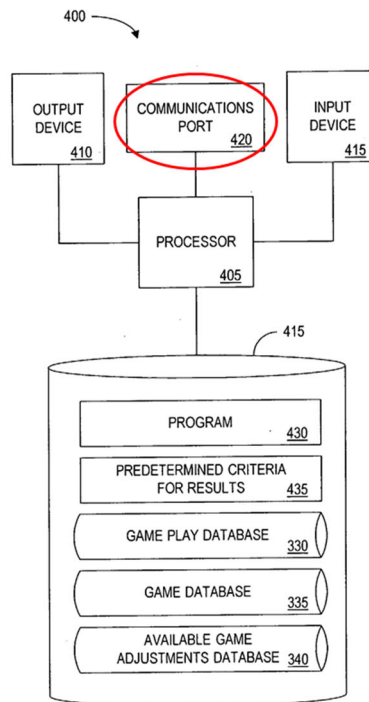 400
OUTPUT
DEVICE
410
COMMUNICATIONS
PORT
420
INPUT
DEVICE
415
PROCESSOR
405
415
PROGRAM
430
PREDETERMINED CRITERIA
FOR RESULTS
435
GAME PLAY DATABASE
330
GAME DATABASE
335
AVAILABLE GAME
ADJUSTMENTS DATABASE
340